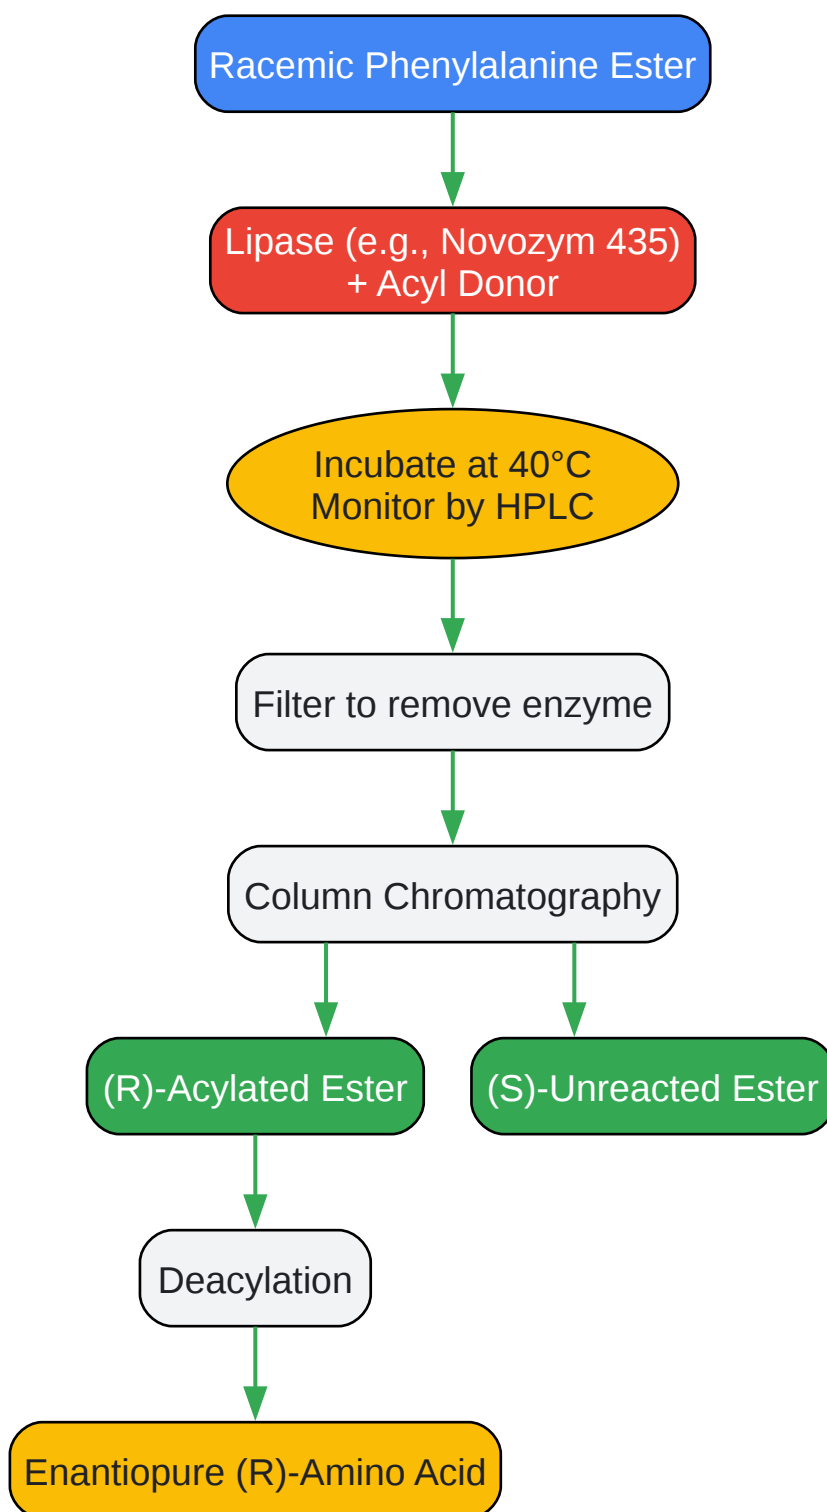 Racemic Phenylalanine Ester
Lipase (e.g., Novozym 435)
+ Acyl Donor
Incubate at 40°C
Monitor by HPLC
Filter to remove enzyme
Column Chromatography
(R)-Acylated Ester
(S)-Unreacted Ester
Deacylation
Enantiopure (R)-Amino Acid